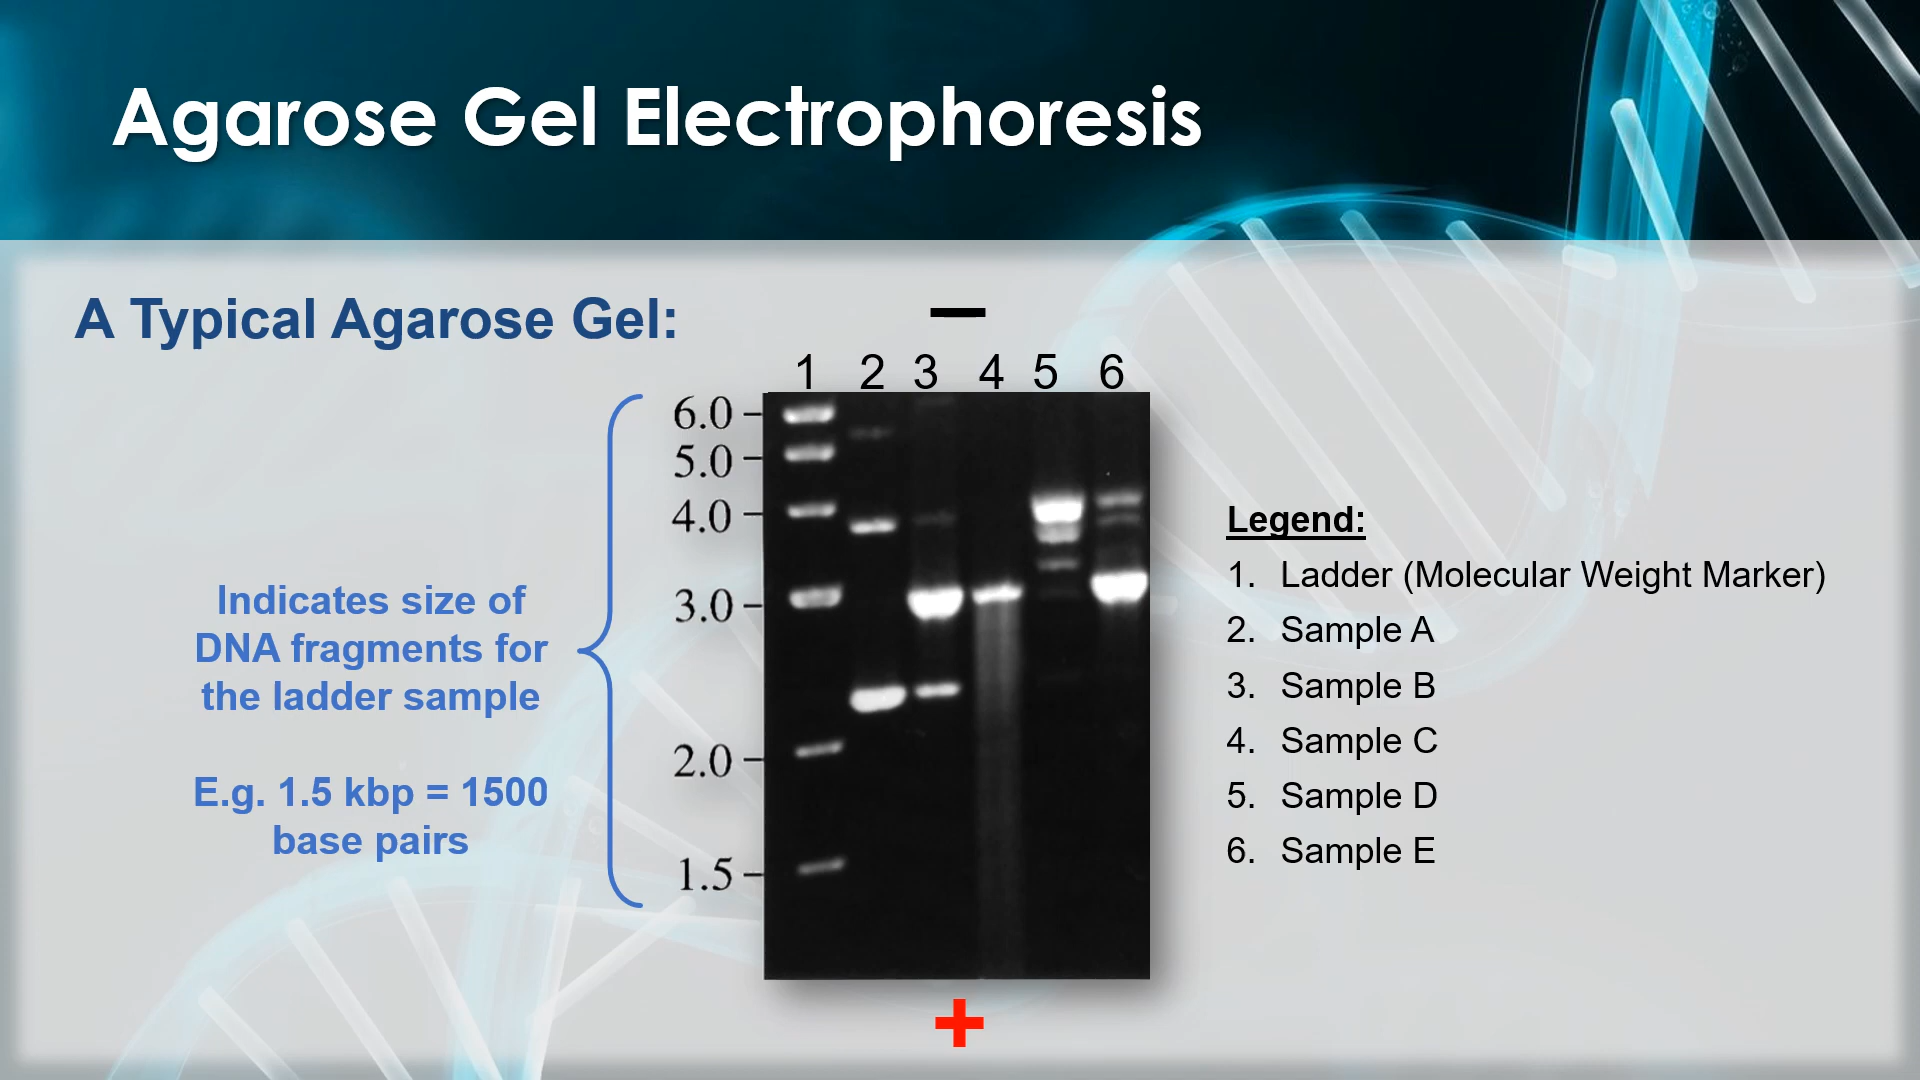 Agarose Gel Electrophoresis
A Typical Agarose Gel:
–
1 2 3 4 5 6
6.0
5.0
4.0
3.0
2.0
1.5
Indicates size of
DNA fragments for
the ladder sample
E.g. 1.5 kbp = 1500
base pairs
+
Legend:
1. Ladder (Molecular Weight Marker)
2. Sample A
3. Sample B
4. Sample C
5. Sample D
6. Sample E